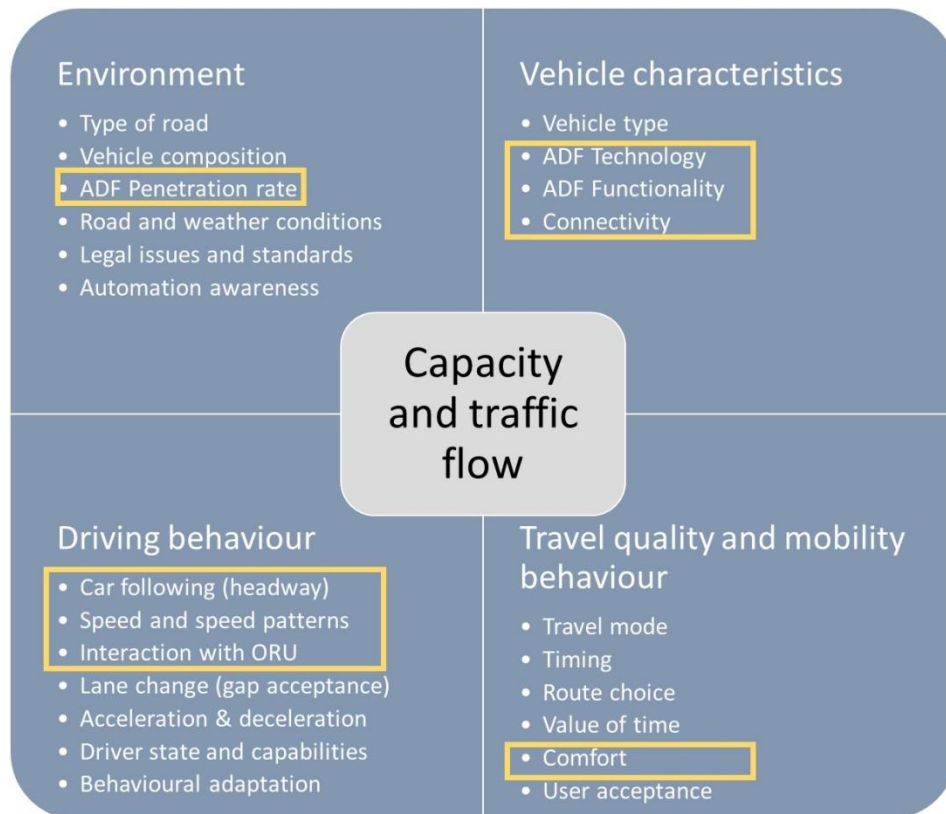 Environment
• Type of road
• Vehicle composition
• ADF Penetration rate
• Road and weather conditions
• Legal issues and standards
• Automation awareness
Vehicle characteristics
• Vehicle type
• ADF Technology
• ADF Functionality
• Connectivity
Capacity
and traffic
flow
Driving behaviour
• Car following (headway)
• Speed and speed patterns
• Interaction with ORU
• Lane change (gap acceptance)
• Acceleration & deceleration
• Driver state and capabilities
• Behavioural adaptation
Travel quality and mobility
behaviour
• Travel mode
• Timing
• Route choice
• Value of time
• Comfort
• User acceptance